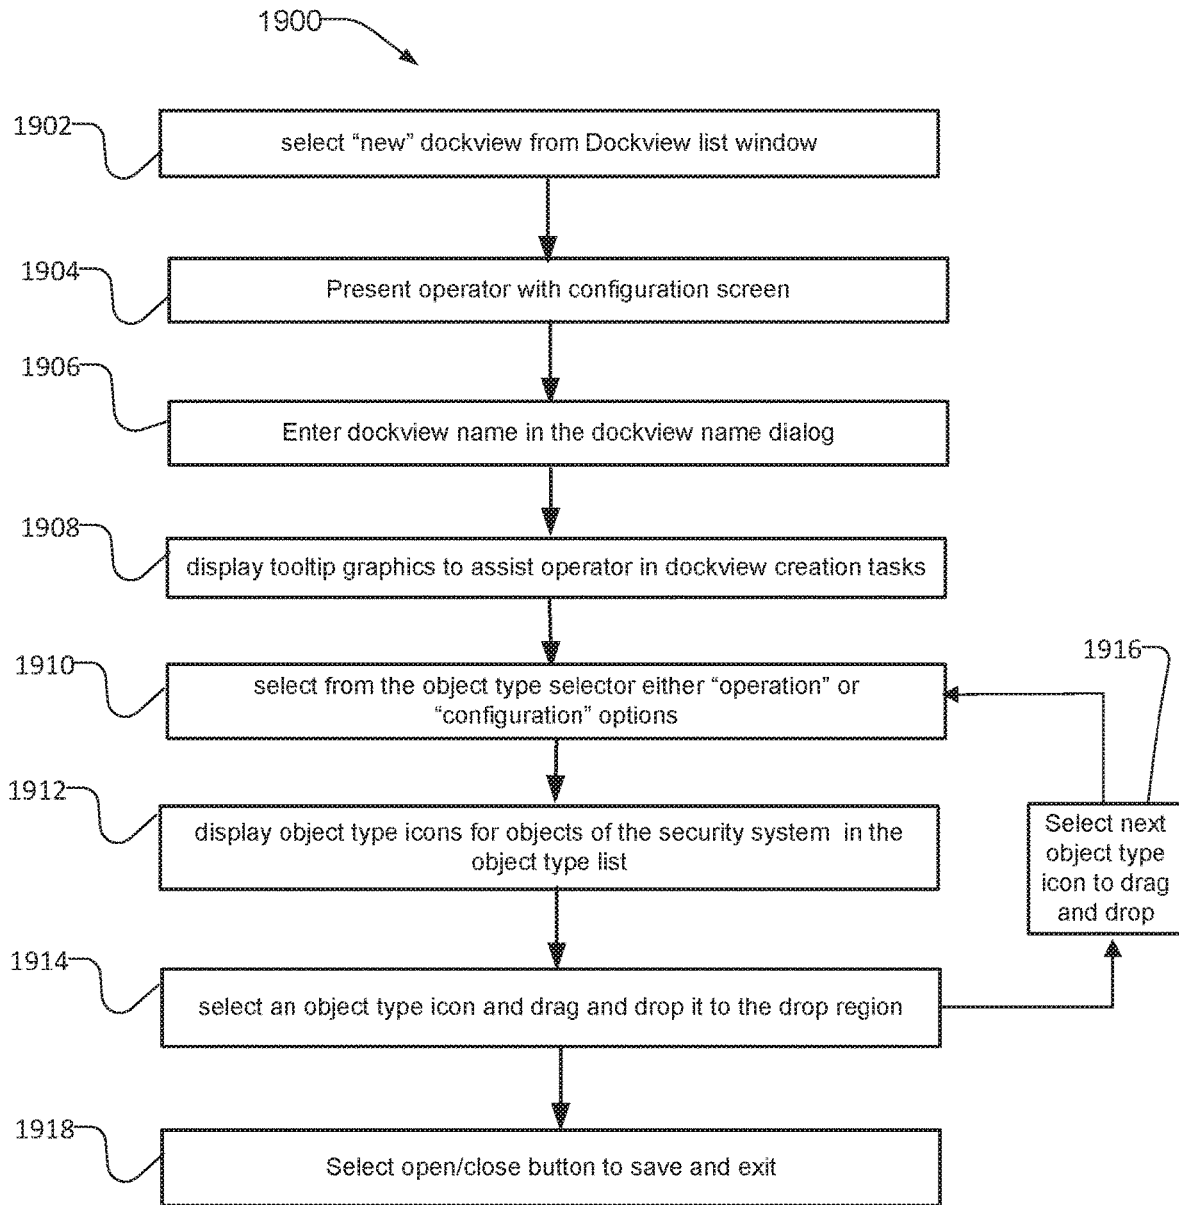 1900
1902
select “new” dockview from Dockview list window
1904
Present operator with configuration screen
1906
Enter dockview name in the dockview name dialog
1908
display tooltip graphics to assist operator in dockview creation tasks
1910
select from the object type selector either “operation” or
“configuration” options
1916
1912
display object type icons for objects of the security system in the
object type list
Select next
object type
icon to drag
and drop
1914
select an object type icon and drag and drop it to the drop region
1918
Select open/close button to save and exit